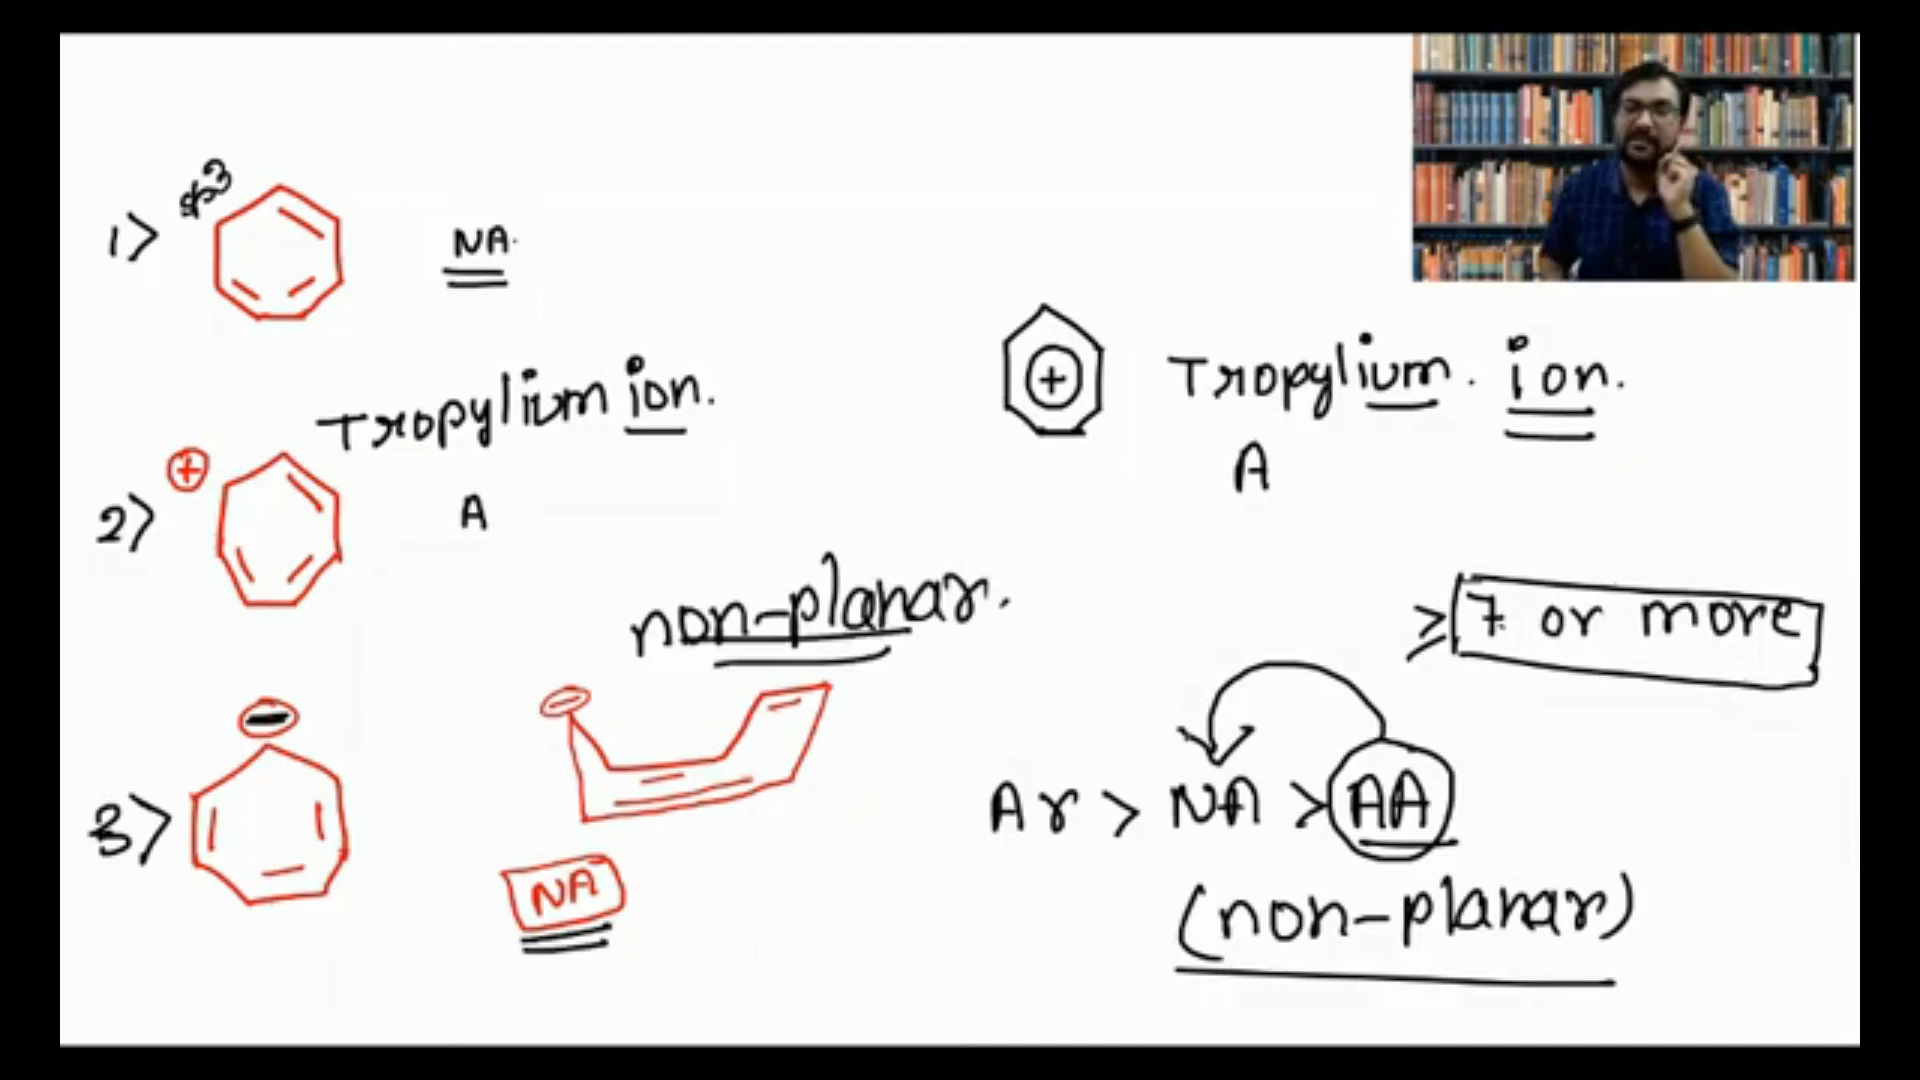 sp3
1> NA.
Tropylium ion.
+
2> A
+ Tropylium. ion.
A
non-planar.
≥ 7 or more
3>
Ar > NA > AA
NA
(non-planar)